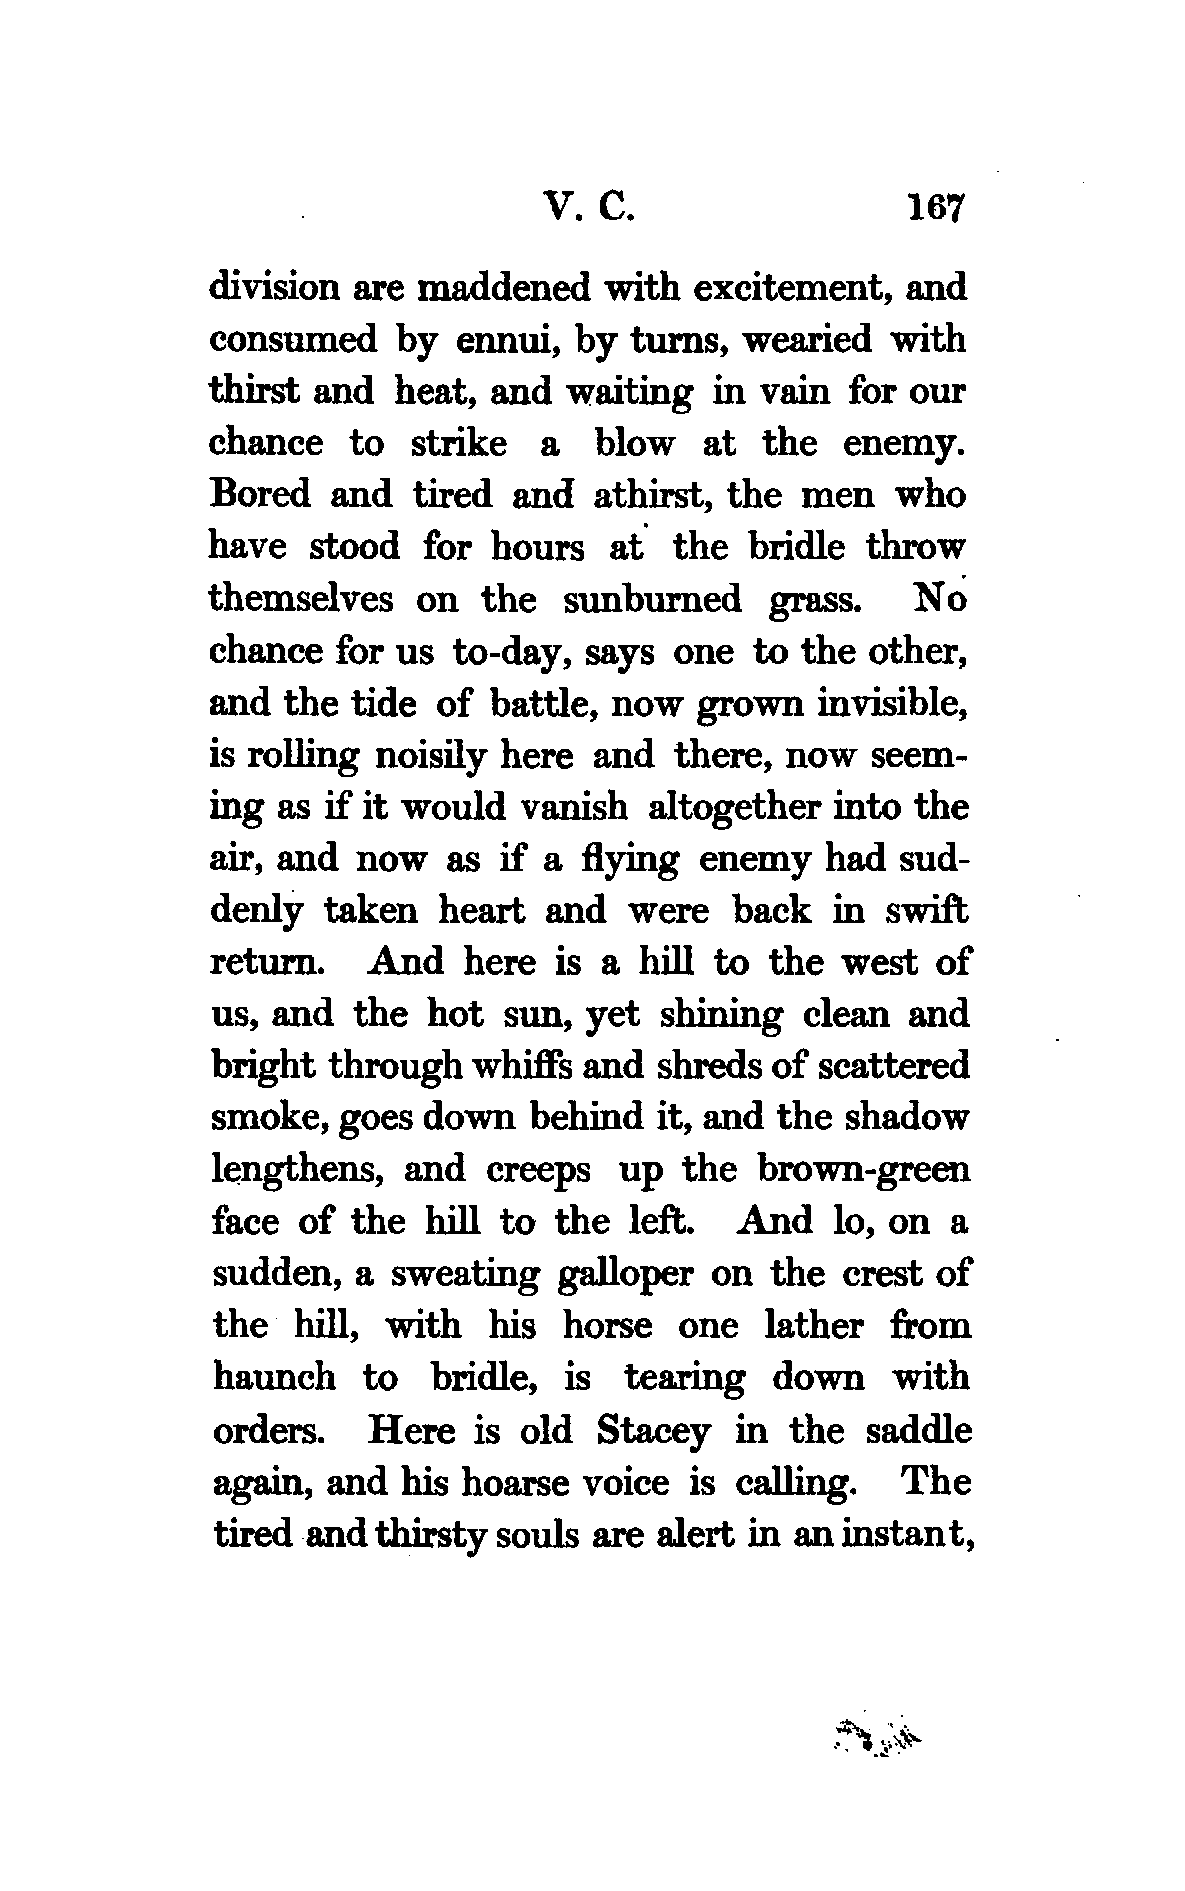 V. C. 167
division are maddened with excitement, and
consumed by ennui, by turns, wearied with
thirst and heat, and waiting in vain for our
chance to strike a blow at the enemy.
Bored and tired and athirst, the men who
have stood for hours at the bridle throw
themselves on the sunburned grass. No
chance for us to-day, says one to the other,
and the tide of battle, now grown invisible,
is rolling noisily here and there, now seem-
ing as if it would vanish altogether into the
air, and now as if a flying enemy had sud-
denly taken heart and were back in swift
return. And here is a hill to the west of
us, and the hot sun, yet shining clean and
bright through whiffs and shreds of scattered
smoke, goes down behind it, and the shadow
lengthens, and creeps up the brown-green
face of the hill to the left. And lo, on a
sudden, a sweating galloper on the crest of
the hill, with his horse one lather from
haunch to bridle, is tearing down with
orders. Here is old Stacey in the saddle
again, and his hoarse voice is calling. The
tired and thirsty souls are alert in an instant,